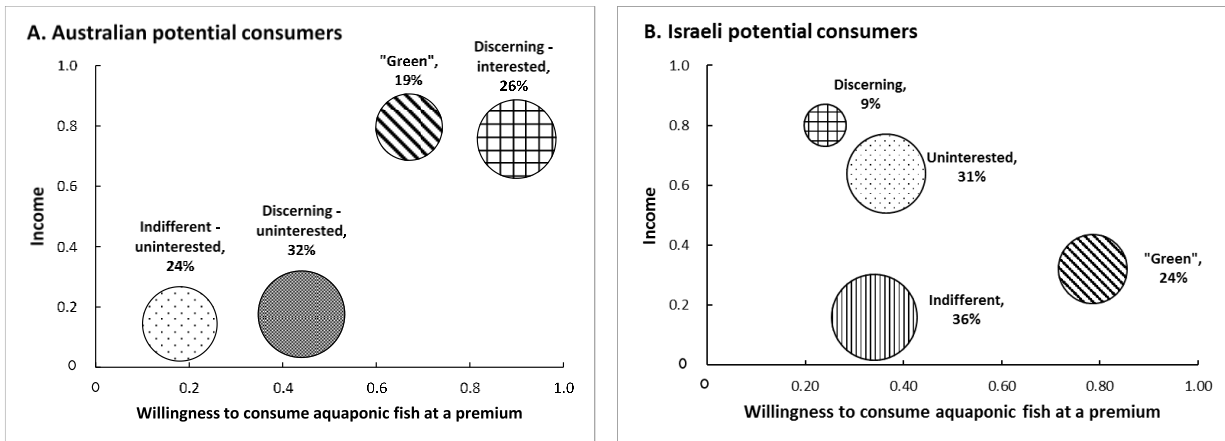 A. Australian potential consumers
"Green",
19%
Discerning -
interested,
26%
Indifferent -
uninterested,
24%
Discerning -
uninterested,
32%
Income
1.0
0.8
0.6
0.4
0.2
0
0
0.2
0.4
0.6
0.8
1.0
Willingness to consume aquaponic fish at a premium
B. Israeli potential consumers
Discerning,
9%
Uninterested,
31%
"Green",
24%
Indifferent,
36%
Income
1.0
0.8
0.6
0.4
0.2
0
0
0.20
0.40
0.60
0.80
1.00
Willingness to consume aquaponic fish at a premium